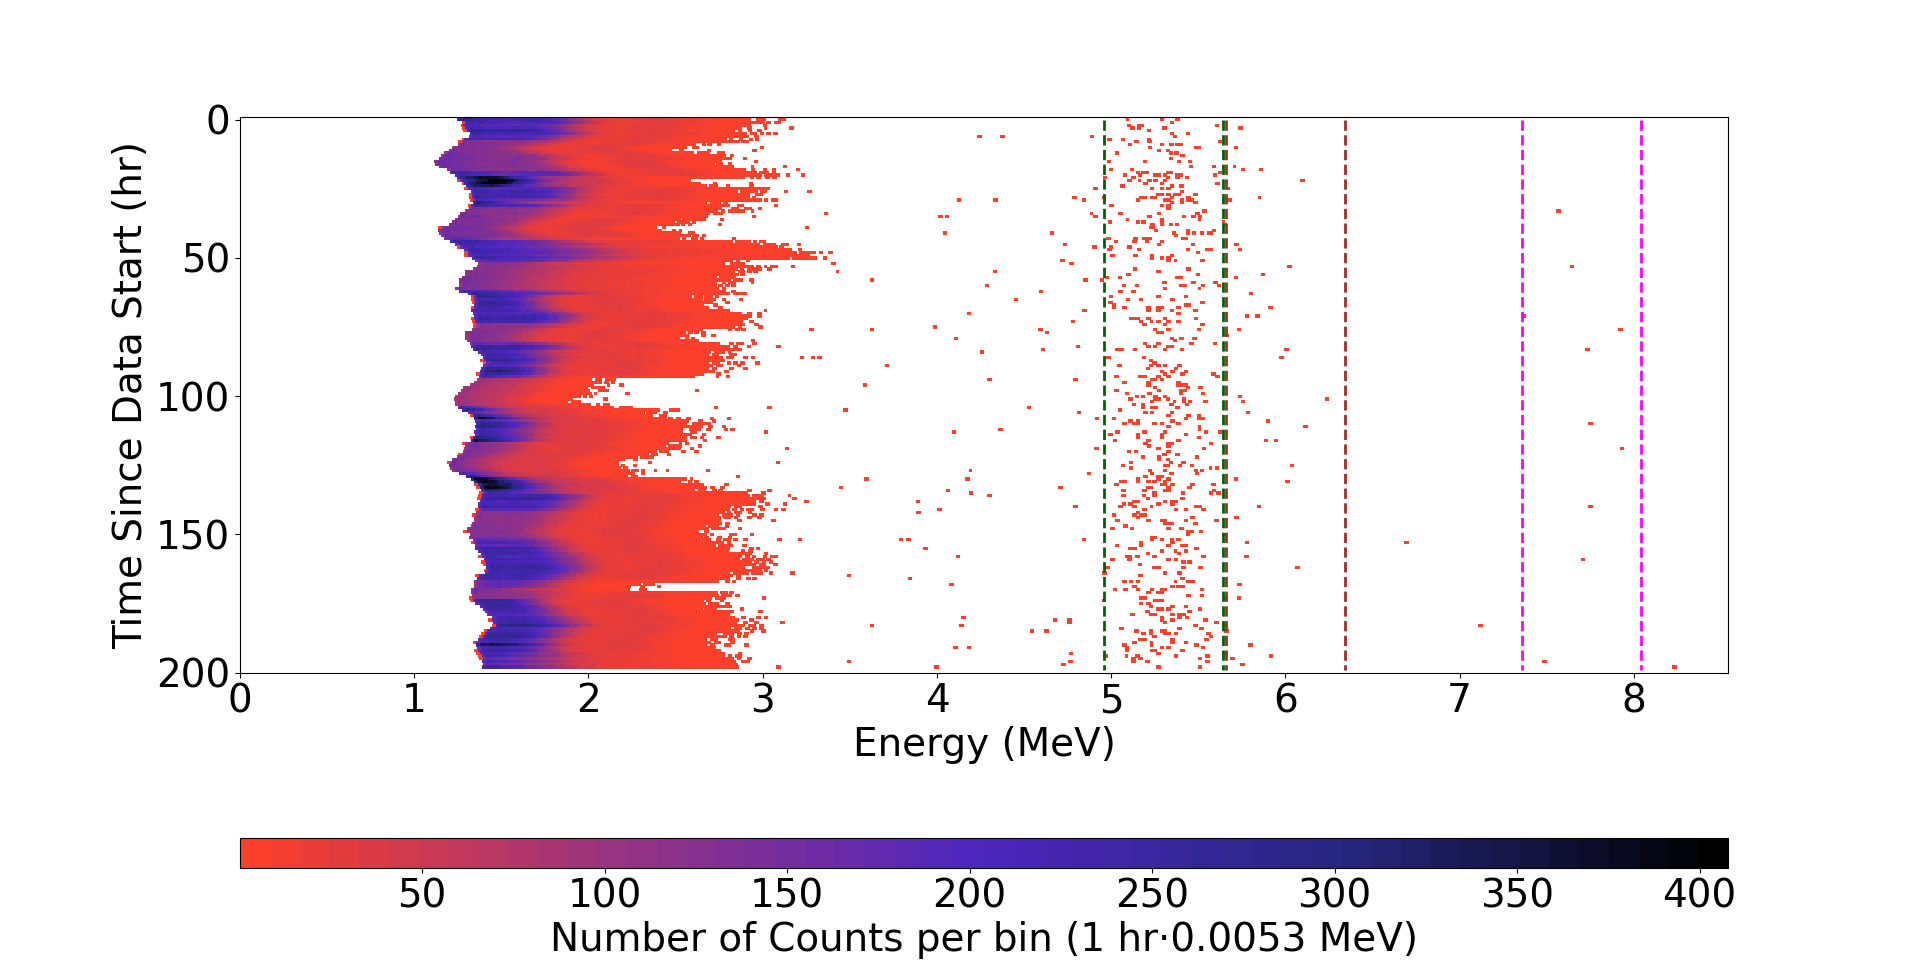 Time Since Data Start (hr)
0
50
100
150
200
0 1 2 3 4 5 6 7 8
Energy (MeV)
50 100 150 200 250 300 350 400
Number of Counts per bin (1 hr·0.0053 MeV)